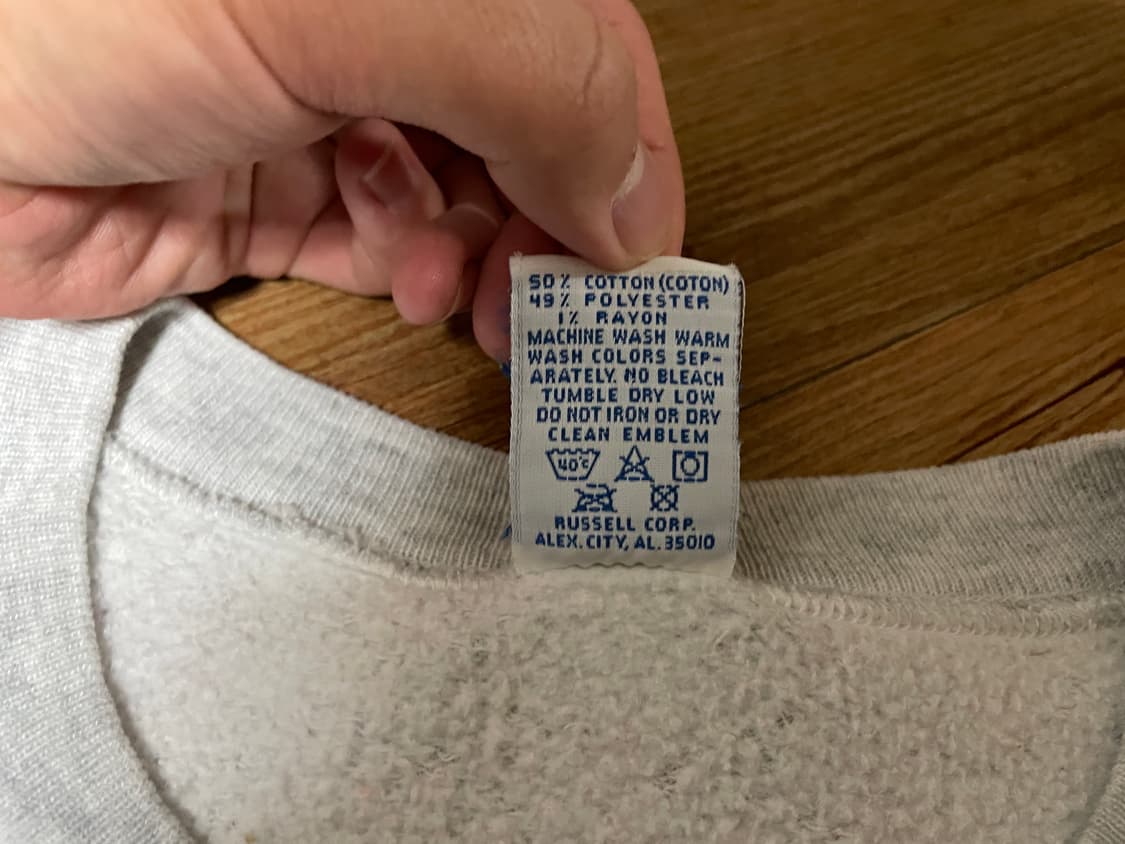 50% COTTON (COTON)
49% POLYESTER
1% RAYON
MACHINE WASH WARM
WASH COLORS SEP-
ARATELY. NO BLEACH
TUMBLE DRY LOW
DO NOT IRON OR DRY
CLEAN EMBLEM
40°C
RUSSELL CORP.
ALEX. CITY, AL. 35010